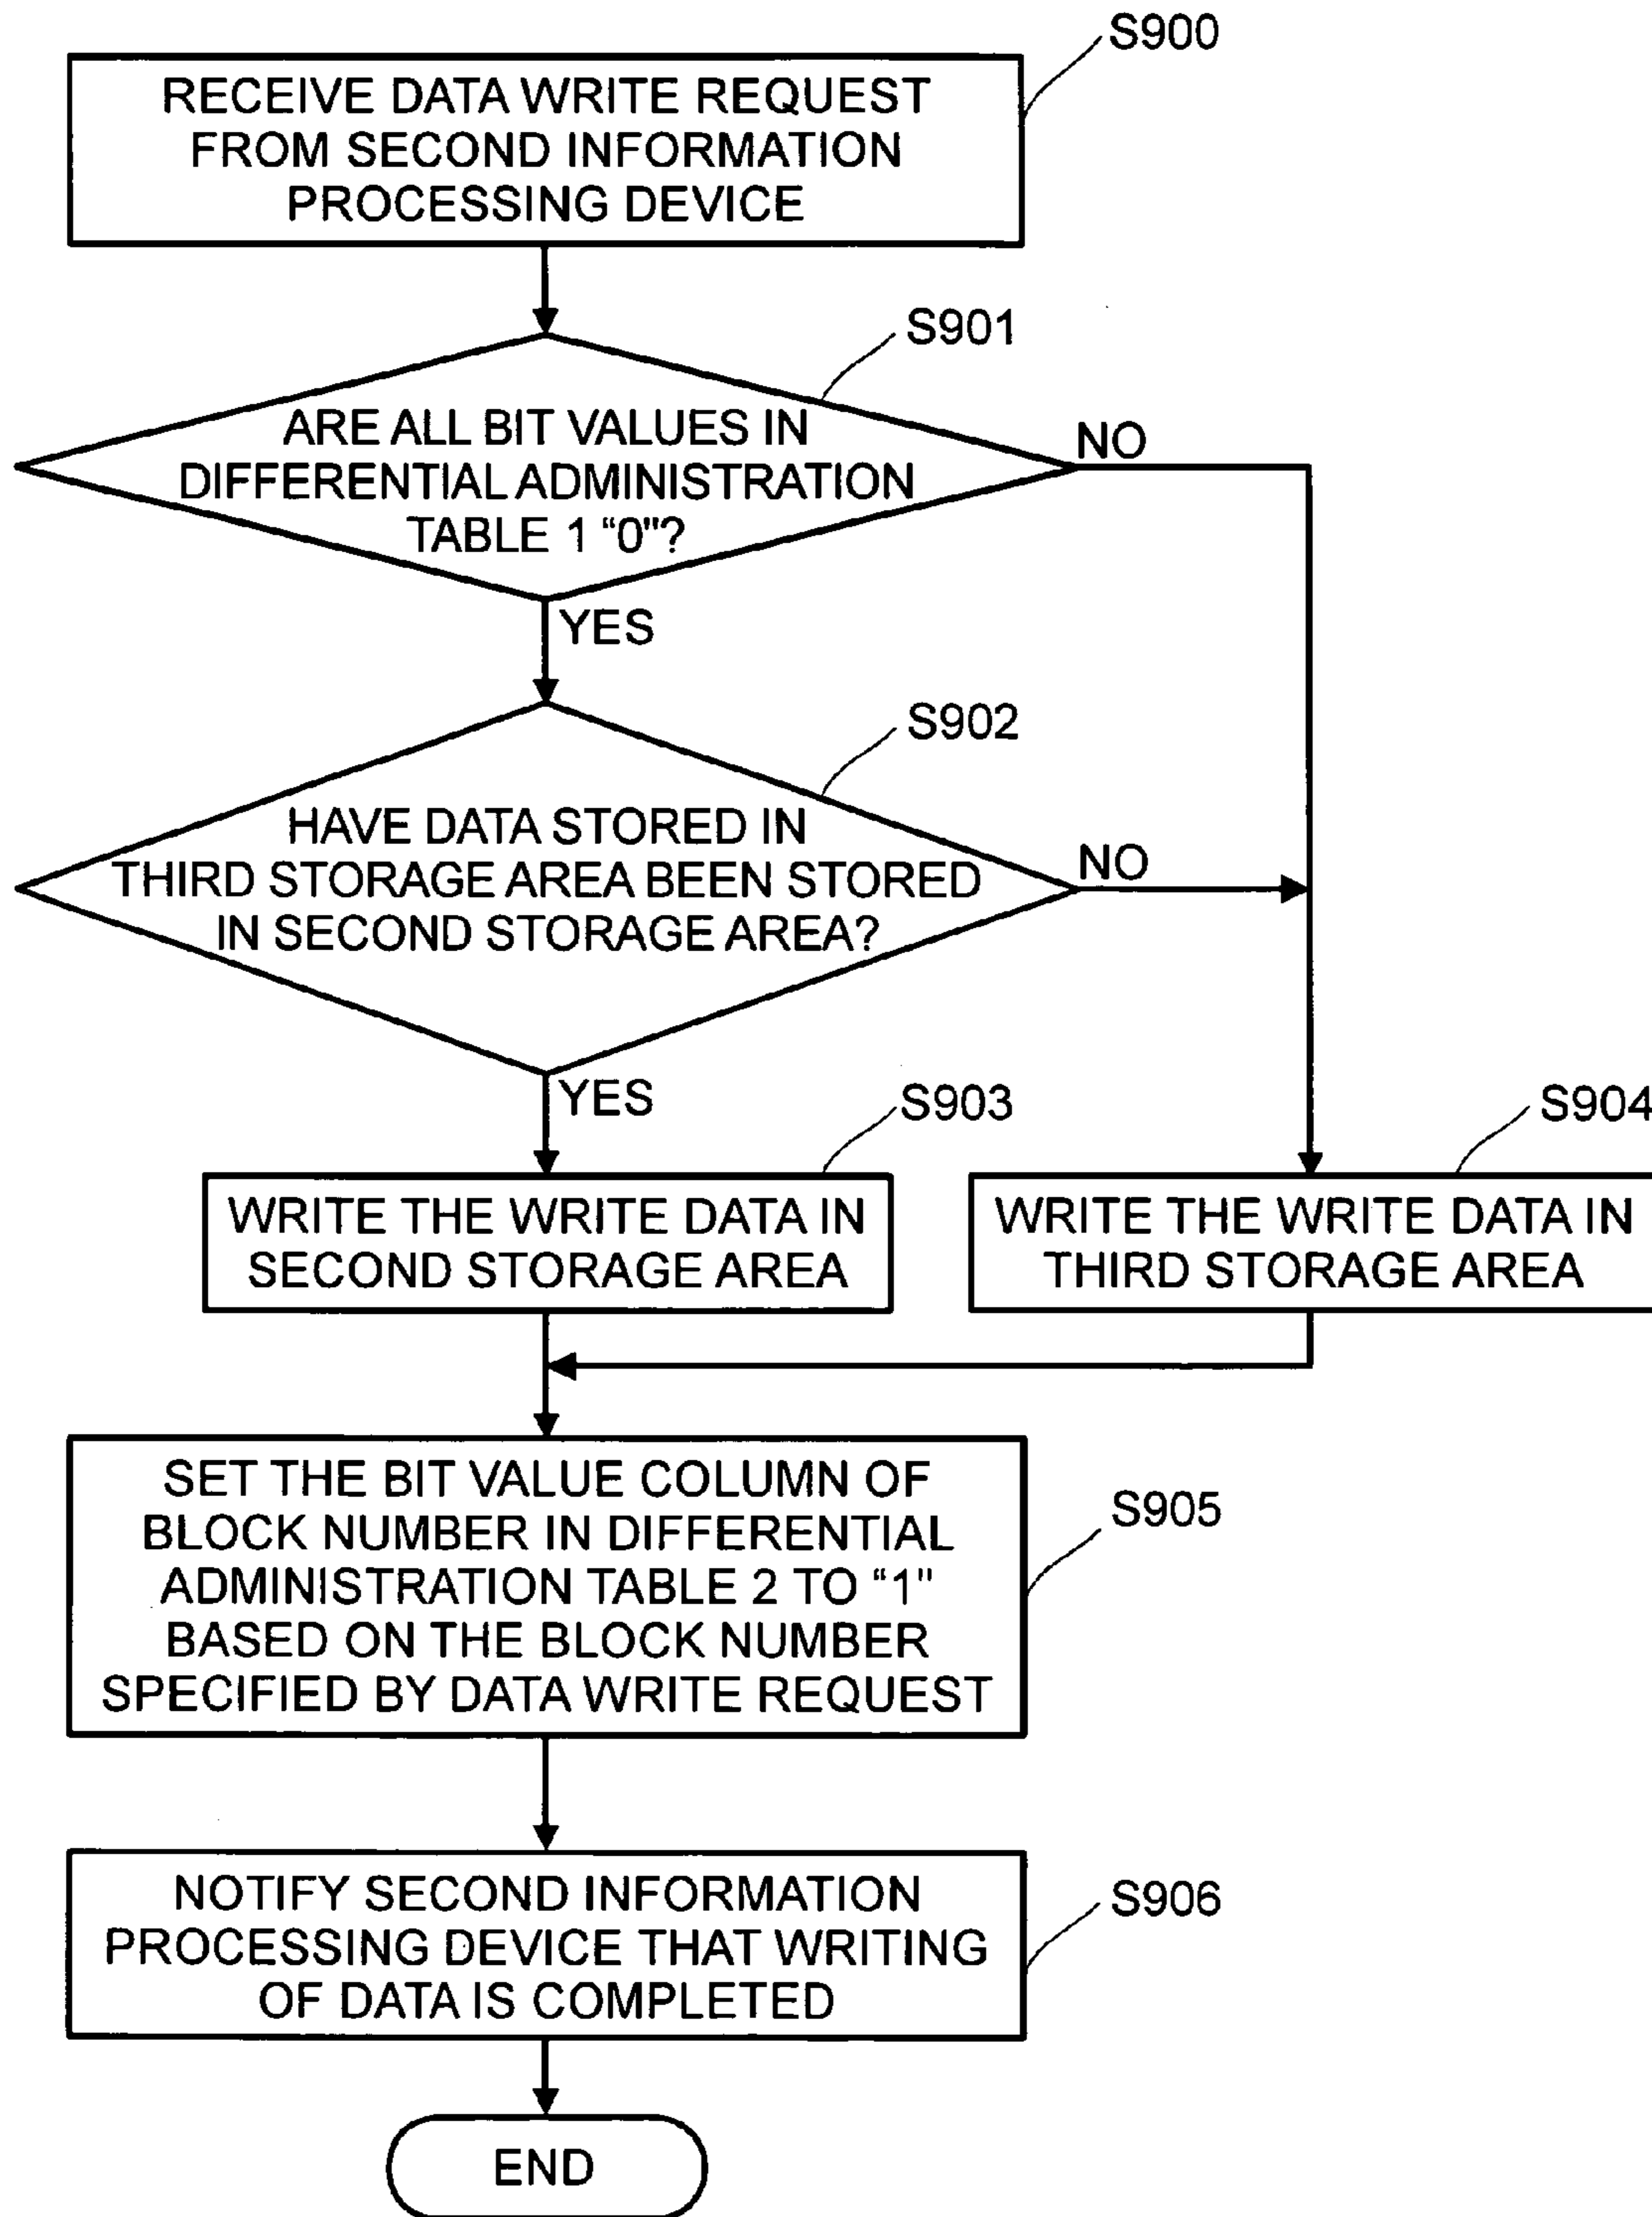 S900
RECEIVE DATA WRITE REQUEST
FROM SECOND INFORMATION
PROCESSING DEVICE
S901
ARE ALL BIT VALUES IN
DIFFERENTIAL ADMINISTRATION
TABLE 1 “0”?
NO
YES
S902
HAVE DATA STORED IN
THIRD STORAGE AREA BEEN STORED
IN SECOND STORAGE AREA?
NO
YES
S903
WRITE THE WRITE DATA IN
SECOND STORAGE AREA
S904
WRITE THE WRITE DATA IN
THIRD STORAGE AREA
SET THE BIT VALUE COLUMN OF
BLOCK NUMBER IN DIFFERENTIAL
ADMINISTRATION TABLE 2 TO “1”
BASED ON THE BLOCK NUMBER
SPECIFIED BY DATA WRITE REQUEST
S905
NOTIFY SECOND INFORMATION
PROCESSING DEVICE THAT WRITING
OF DATA IS COMPLETED
S906
END